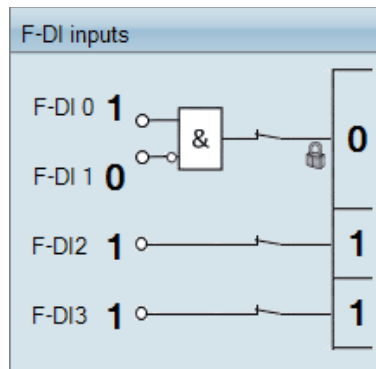 F-DI inputs
F-DI 0 1
&
0
F-DI 1 0
F-DI2 1 1
F-DI3 1 1